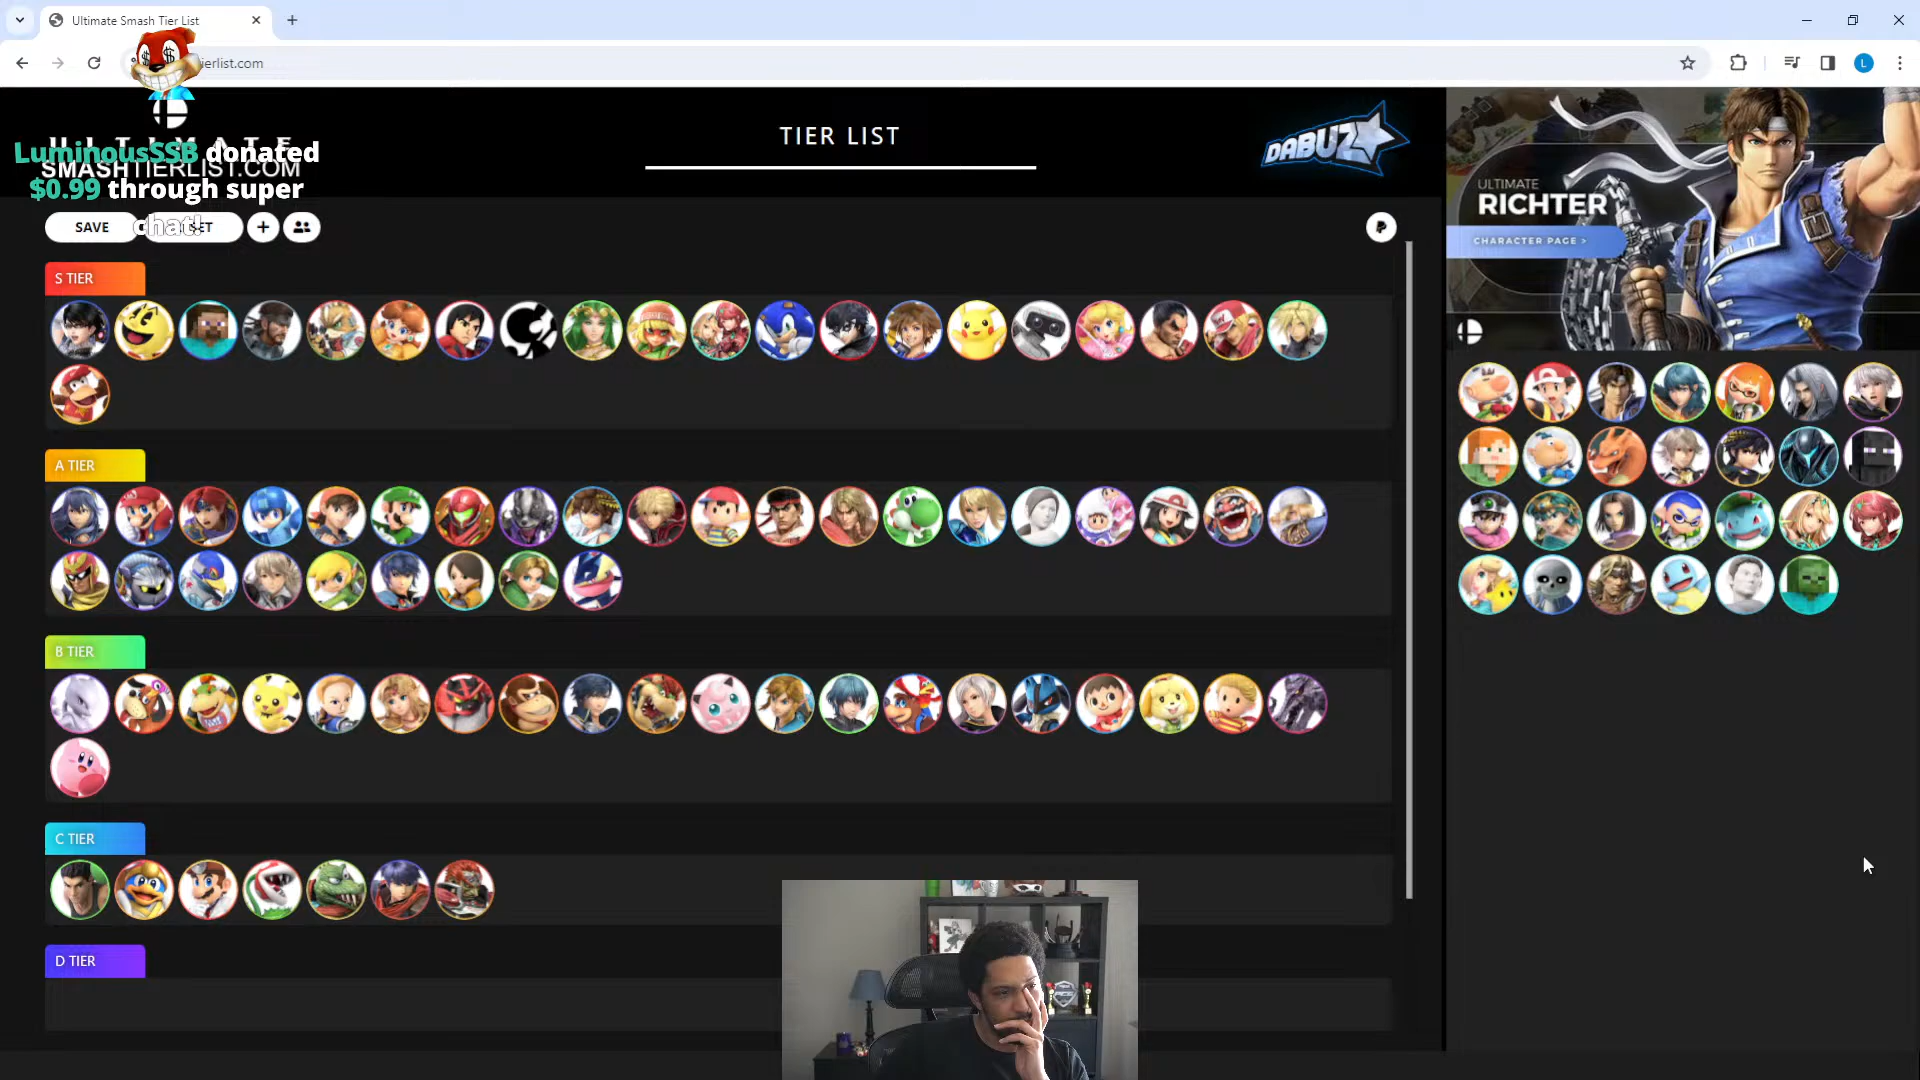 Ultimate Smash Tier List
ierlist.com
SMASHTIERLIST.COM
LuminousSSB donated
$0.99 through super
chat!
TIER LIST
DABUZ
ULTIMATE
RICHTER
CHARACTER PAGE >
SAVE
S TIER
A TIER
B TIER
C TIER
D TIER
L